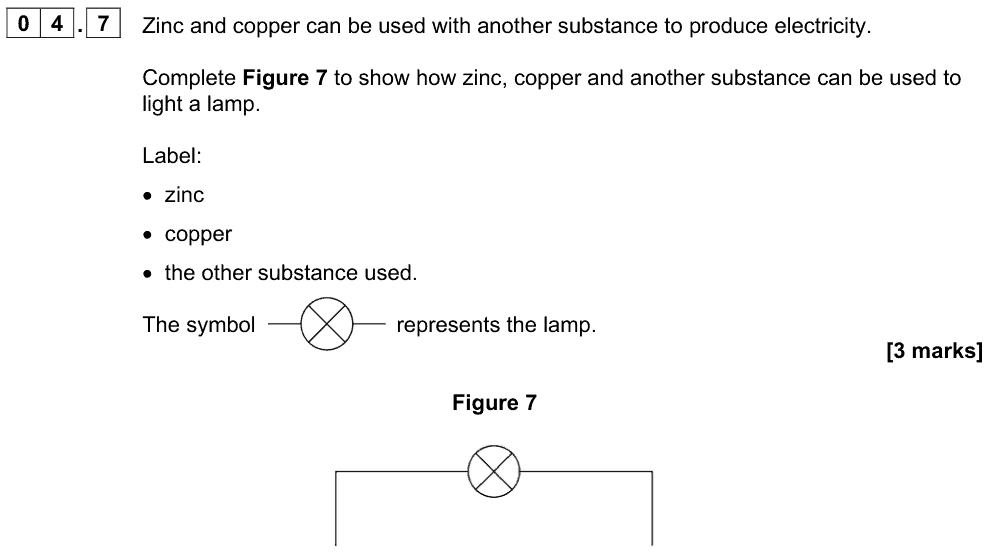 0 4 . 7 Zinc and copper can be used with another substance to produce electricity.
Complete Figure 7 to show how zinc, copper and another substance can be used to
light a lamp.
Label:
• zinc
• copper
• the other substance used.
The symbol represents the lamp.
[3 marks]
Figure 7